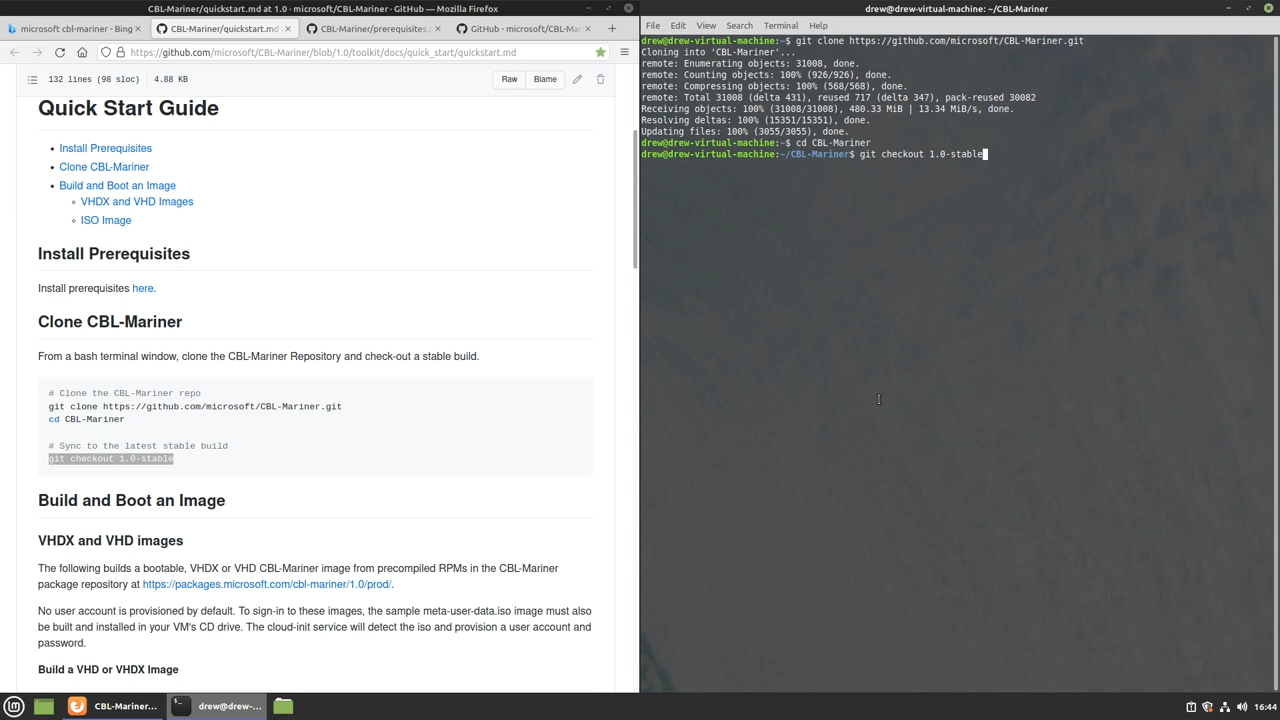 CBL-Mariner/quickstart.md at 1.0 · microsoft/CBL-Mariner · GitHub — Mozilla Firefox
microsoft cbl-mariner - Bing
CBL-Mariner/quickstart.md
CBL-Mariner/prerequisites.m
GitHub - microsoft/CBL-Ma
https://github.com/microsoft/CBL-Mariner/blob/1.0/toolkit/docs/quick_start/quickstart.md
132 lines (98 sloc) 4.88 KB
Raw
Blame
Quick Start Guide
Install Prerequisites
Clone CBL-Mariner
Build and Boot an Image
VHDX and VHD Images
ISO Image
Install Prerequisites
Install prerequisites here.
Clone CBL-Mariner
From a bash terminal window, clone the CBL-Mariner Repository and check-out a stable build.
# Clone the CBL-Mariner repo
git clone https://github.com/microsoft/CBL-Mariner.git
cd CBL-Mariner
# Sync to the latest stable build
git checkout 1.0-stable
Build and Boot an Image
VHDX and VHD images
The following builds a bootable, VHDX or VHD CBL-Mariner image from precompiled RPMs in the CBL-Mariner
package repository at https://packages.microsoft.com/cbl-mariner/1.0/prod/.
No user account is provisioned by default. To sign-in to these images, the sample meta-user-data.iso image must also
be built and installed in your VM's CD drive. The cloud-init service will detect the iso and provision a user account and
password.
Build a VHD or VHDX Image
drew@drew-virtual-machine: ~/CBL-Mariner
File Edit View Search Terminal Help
drew@drew-virtual-machine:~$ git clone https://github.com/microsoft/CBL-Mariner.git
Cloning into 'CBL-Mariner'...
remote: Enumerating objects: 31008, done.
remote: Counting objects: 100% (926/926), done.
remote: Compressing objects: 100% (568/568), done.
remote: Total 31008 (delta 431), reused 717 (delta 347), pack-reused 30082
Receiving objects: 100% (31008/31008), 480.33 MiB | 13.34 MiB/s, done.
Resolving deltas: 100% (15351/15351), done.
Updating files: 100% (3055/3055), done.
drew@drew-virtual-machine:~$ cd CBL-Mariner
drew@drew-virtual-machine:~/CBL-Mariner$ git checkout 1.0-stable
CBL-Mariner...
drew@drew-...
16:44